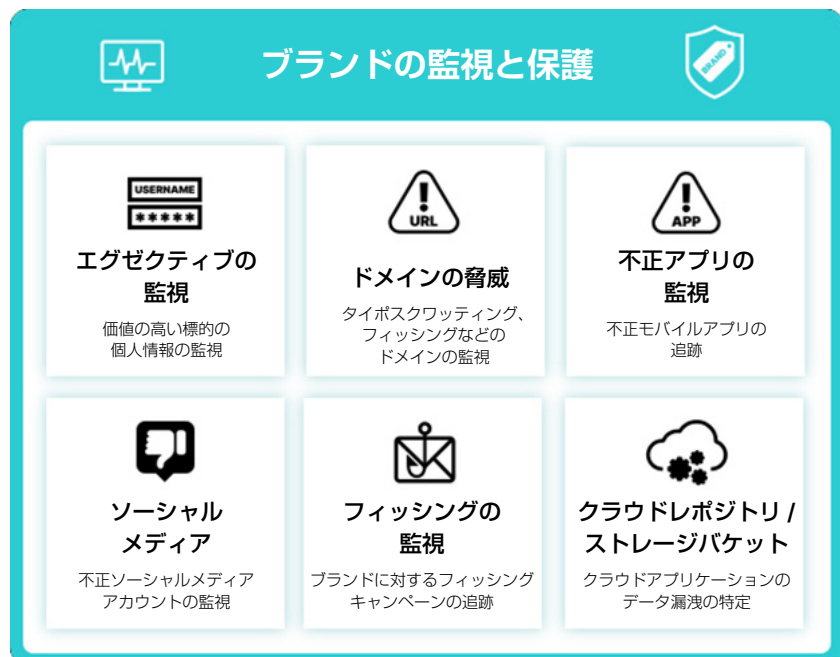 ブランドの監視と保護
BRAND
USERNAME
*****
エグゼクティブの
監視
価値の高い標的の
個人情報の監視
URL
ドメインの脅威
タイポスクワッティング、
フィッシングなどの
ドメインの監視
APP
不正アプリの
監視
不正モバイルアプリの
追跡
ソーシャル
メディア
不正ソーシャルメディア
アカウントの監視
フィッシングの
監視
ブランドに対するフィッシング
キャンペーンの追跡
クラウドレポジトリ /
ストレージバケット
クラウドアプリケーションの
データ漏洩の特定